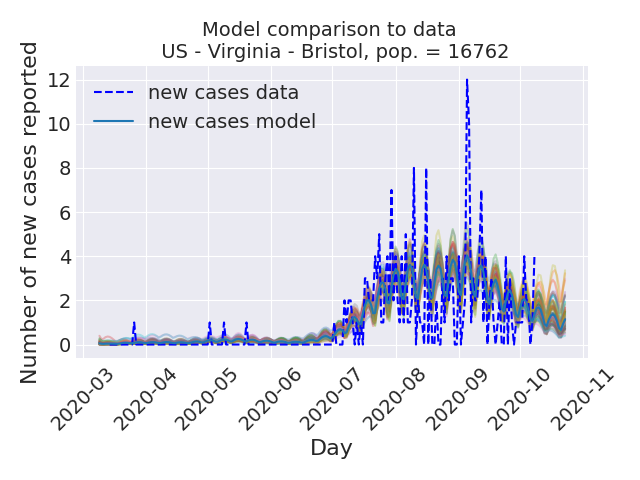 Model comparison to data
US - Virginia - Bristol, pop. = 16762
Number of new cases reported
12
10
8
6
4
2
0
new cases data
new cases model
2020-03
2020-04
2020-05
2020-06
2020-07
2020-08
2020-09
2020-10
2020-11
Day